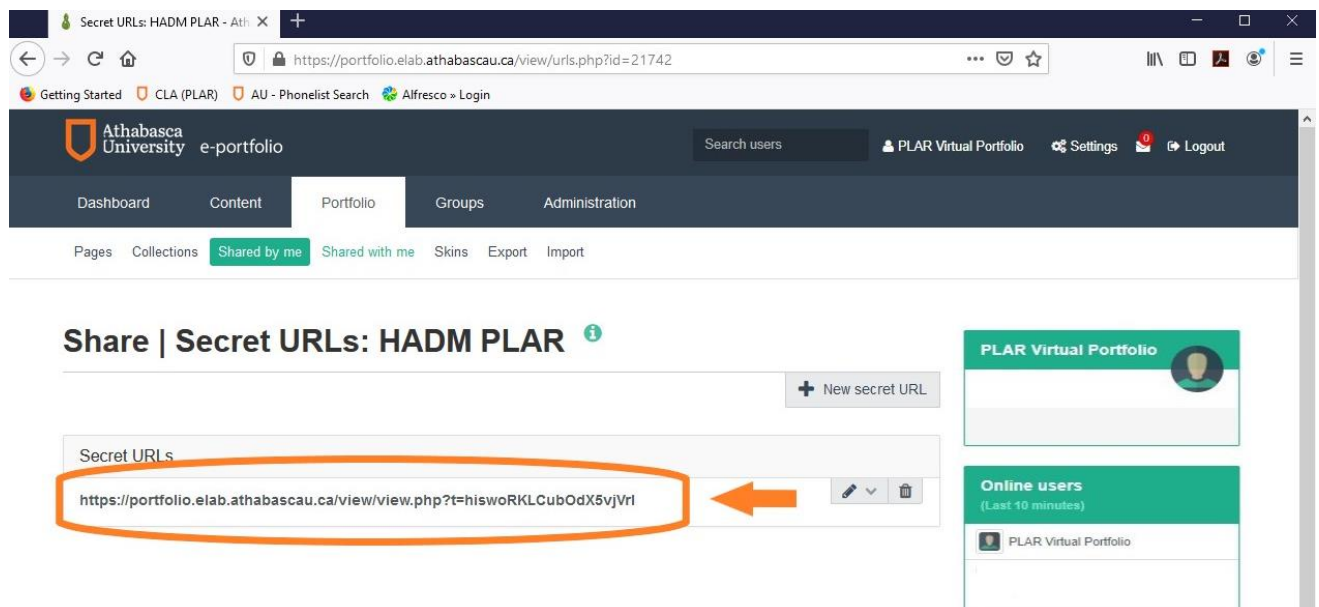 Secret URLs: HADM PLAR - Ath
https://portfolio.elab.athabascau.ca/view/urls.php?id=21742
Getting Started CLA (PLAR) AU - Phonelist Search Alfresco » Login
Athabasca
University e-portfolio
Search users PLAR Virtual Portfolio Settings 0 Logout
Dashboard Content Portfolio Groups Administration
Pages Collections Shared by me Shared with me Skins Export Import
Share | Secret URLs: HADM PLAR
New secret URL
Secret URLs
https://portfolio.elab.athabascau.ca/view/view.php?t=hiswoRKLCubOdX5vjVrI
PLAR Virtual Portfolio
Online users
(Last 10 minutes)
PLAR Virtual Portfolio